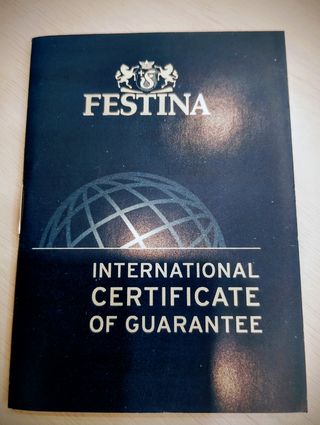 FESTINA
INTERNATIONAL
CERTIFICATE
OF GUARANTEE